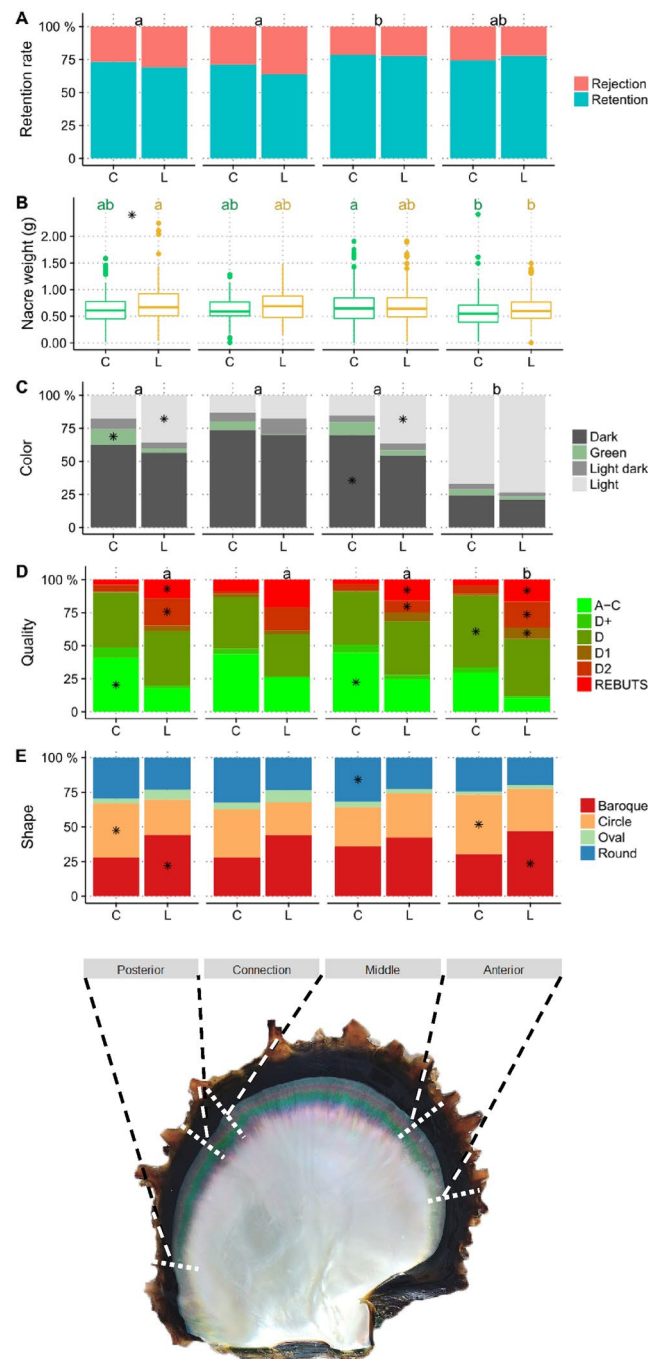 A
a a b ab
100 %
75
50
25
0
Retention rate
C L C L C L C L
Rejection
Retention
B
ab a ab ab a ab b b
*
2.00
1.50
1.00
0.50
0.00
Nacre weight (g)
C L C L C L C L
C
a a a b
100 %
75
50
25
0
Color
* * * *
C L C L C L C L
Dark
Green
Light dark
Light
D
a a a b
100 %
75
50
25
0
Quality
* * * * * * * * * *
C L C L C L C L
A-C
D+
D
D1
D2
REBUTS
E
100 %
75
50
25
0
Shape
* * * * *
C L C L C L C L
Baroque
Circle
Oval
Round
Posterior Connection Middle Anterior